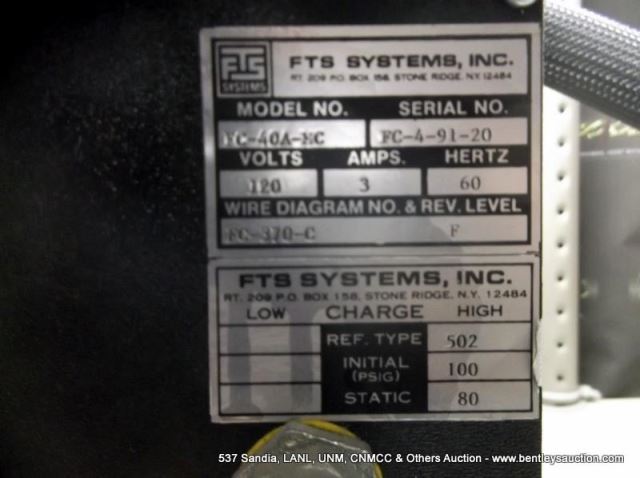 FTS SYSTEMS
FTS SYSTEMS, INC.
RT. 209 P.O. BOX 158, STONE RIDGE, N.Y. 12484
MODEL NO. SERIAL NO.
FC-40A-HC FC-4-91-20
VOLTS AMPS. HERTZ
120 3 60
WIRE DIAGRAM NO. & REV. LEVEL
FC-370-C F
FTS SYSTEMS, INC.
RT. 209 P.O. BOX 158, STONE RIDGE, N.Y. 12484
LOW CHARGE HIGH
REF. TYPE 502
INITIAL (PSIG) 100
STATIC 80
537 Sandia, LANL, UNM, CNMCC & Others Auction - www.bentleysauction.com